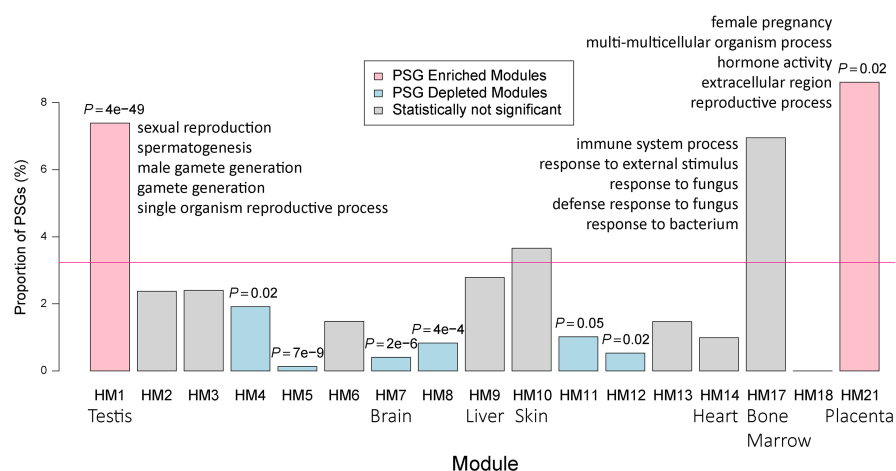 female pregnancy
multi-multicellular organism process
hormone activity
extracellular region
reproductive process
P=0.02
PSG Enriched Modules
PSG Depleted Modules
Statistically not significant
P=4e−49
sexual reproduction
spermatogenesis
male gamete generation
gamete generation
single organism reproductive process
immune system process
response to external stimulus
response to fungus
defense response to fungus
response to bacterium
Proportion of PSGs (%)
8
6
4
2
0
P=0.02
P=7e−9
P=2e−6
P=4e−4
P=0.05
P=0.02
HM1 HM2 HM3 HM4 HM5 HM6 HM7 HM8 HM9 HM10 HM11 HM12 HM13 HM14 HM17 HM18 HM21
Testis Brain Liver Skin Heart Bone Placenta
Marrow
Module